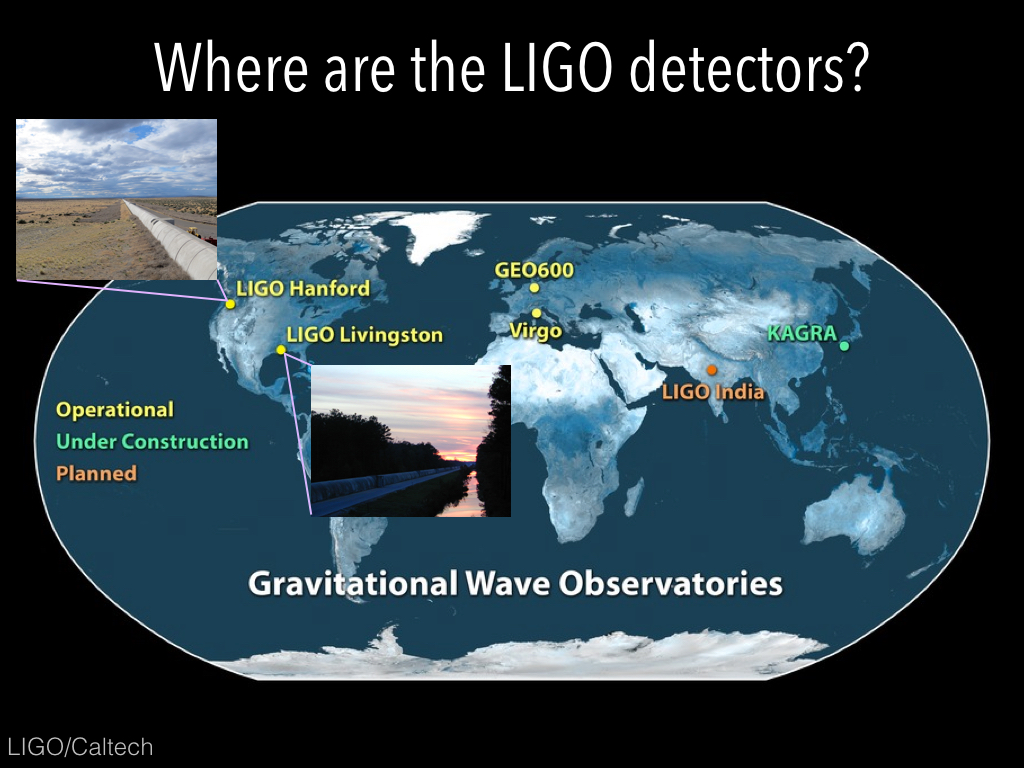 Where are the LIGO detectors?
GEO600
LIGO Hanford
Virgo
LIGO Livingston
KAGRA
LIGO India
Operational
Under Construction
Planned
Gravitational Wave Observatories
LIGO/Caltech